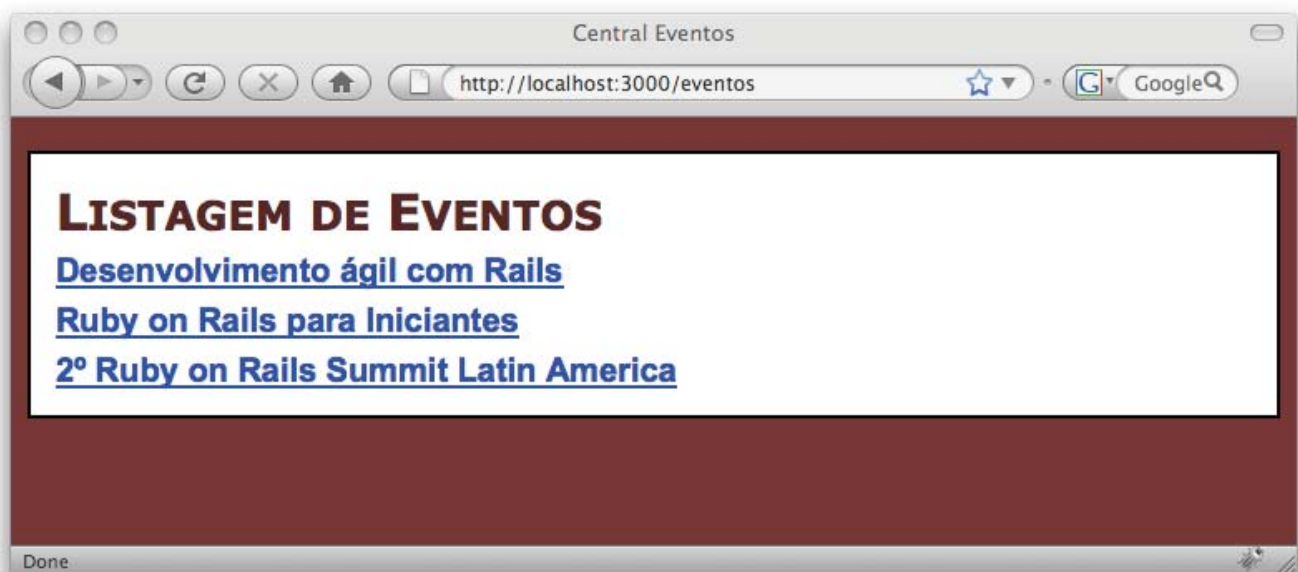 Central Eventos
http://localhost:3000/eventos
G Google
Listagem de Eventos
Desenvolvimento ágil com Rails
Ruby on Rails para Iniciantes
2º Ruby on Rails Summit Latin America
Done